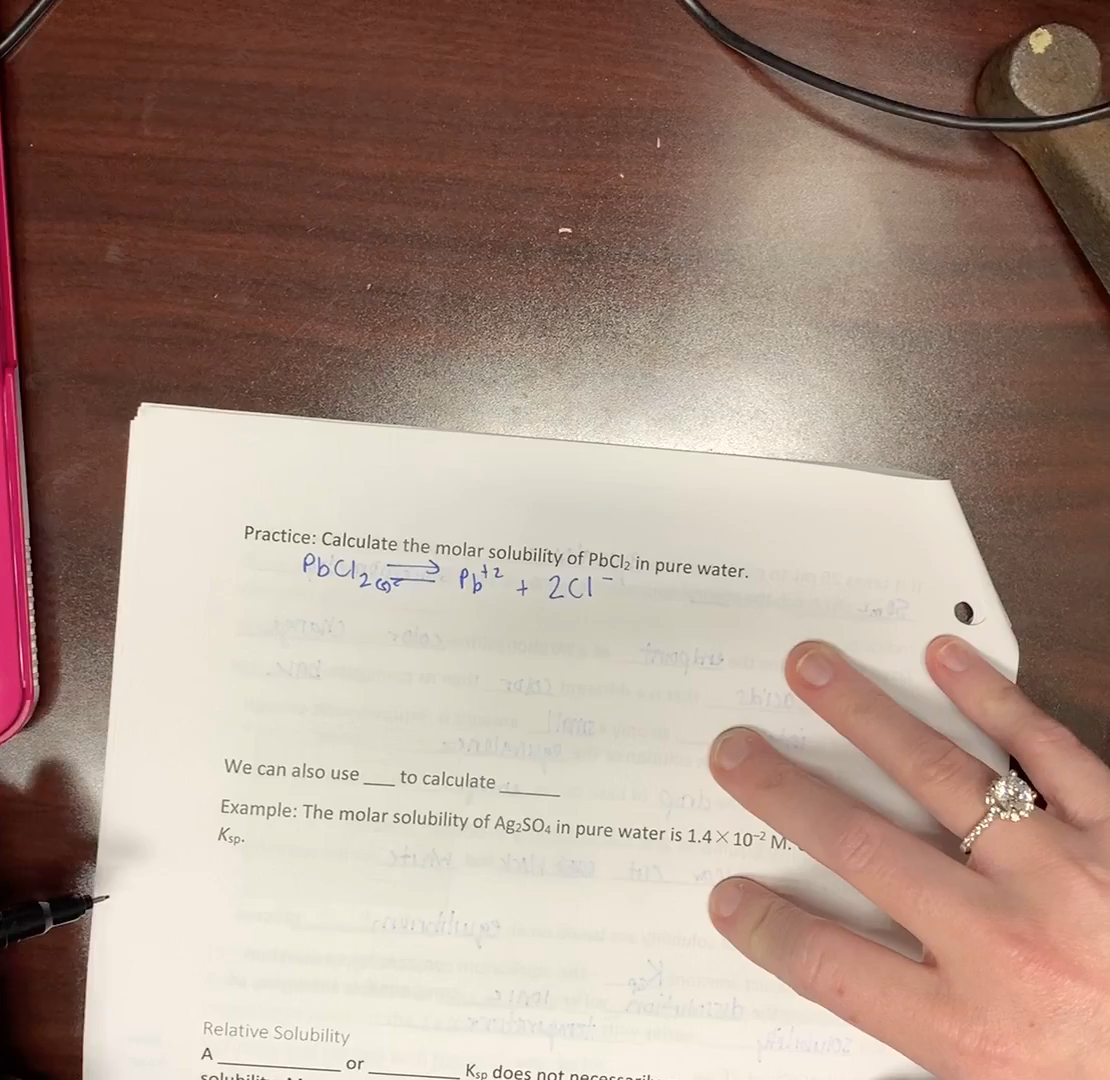 Practice: Calculate the molar solubility of PbCl₂ in pure water.
PbCl₂(s) ⇌ Pb⁺² + 2Cl⁻
We can also use ___ to calculate ______
Example: The molar solubility of Ag₂SO₄ in pure water is 1.4×10⁻² M.
Ksp.
Relative Solubility
A ____________ or _________ Ksp does not necessarily